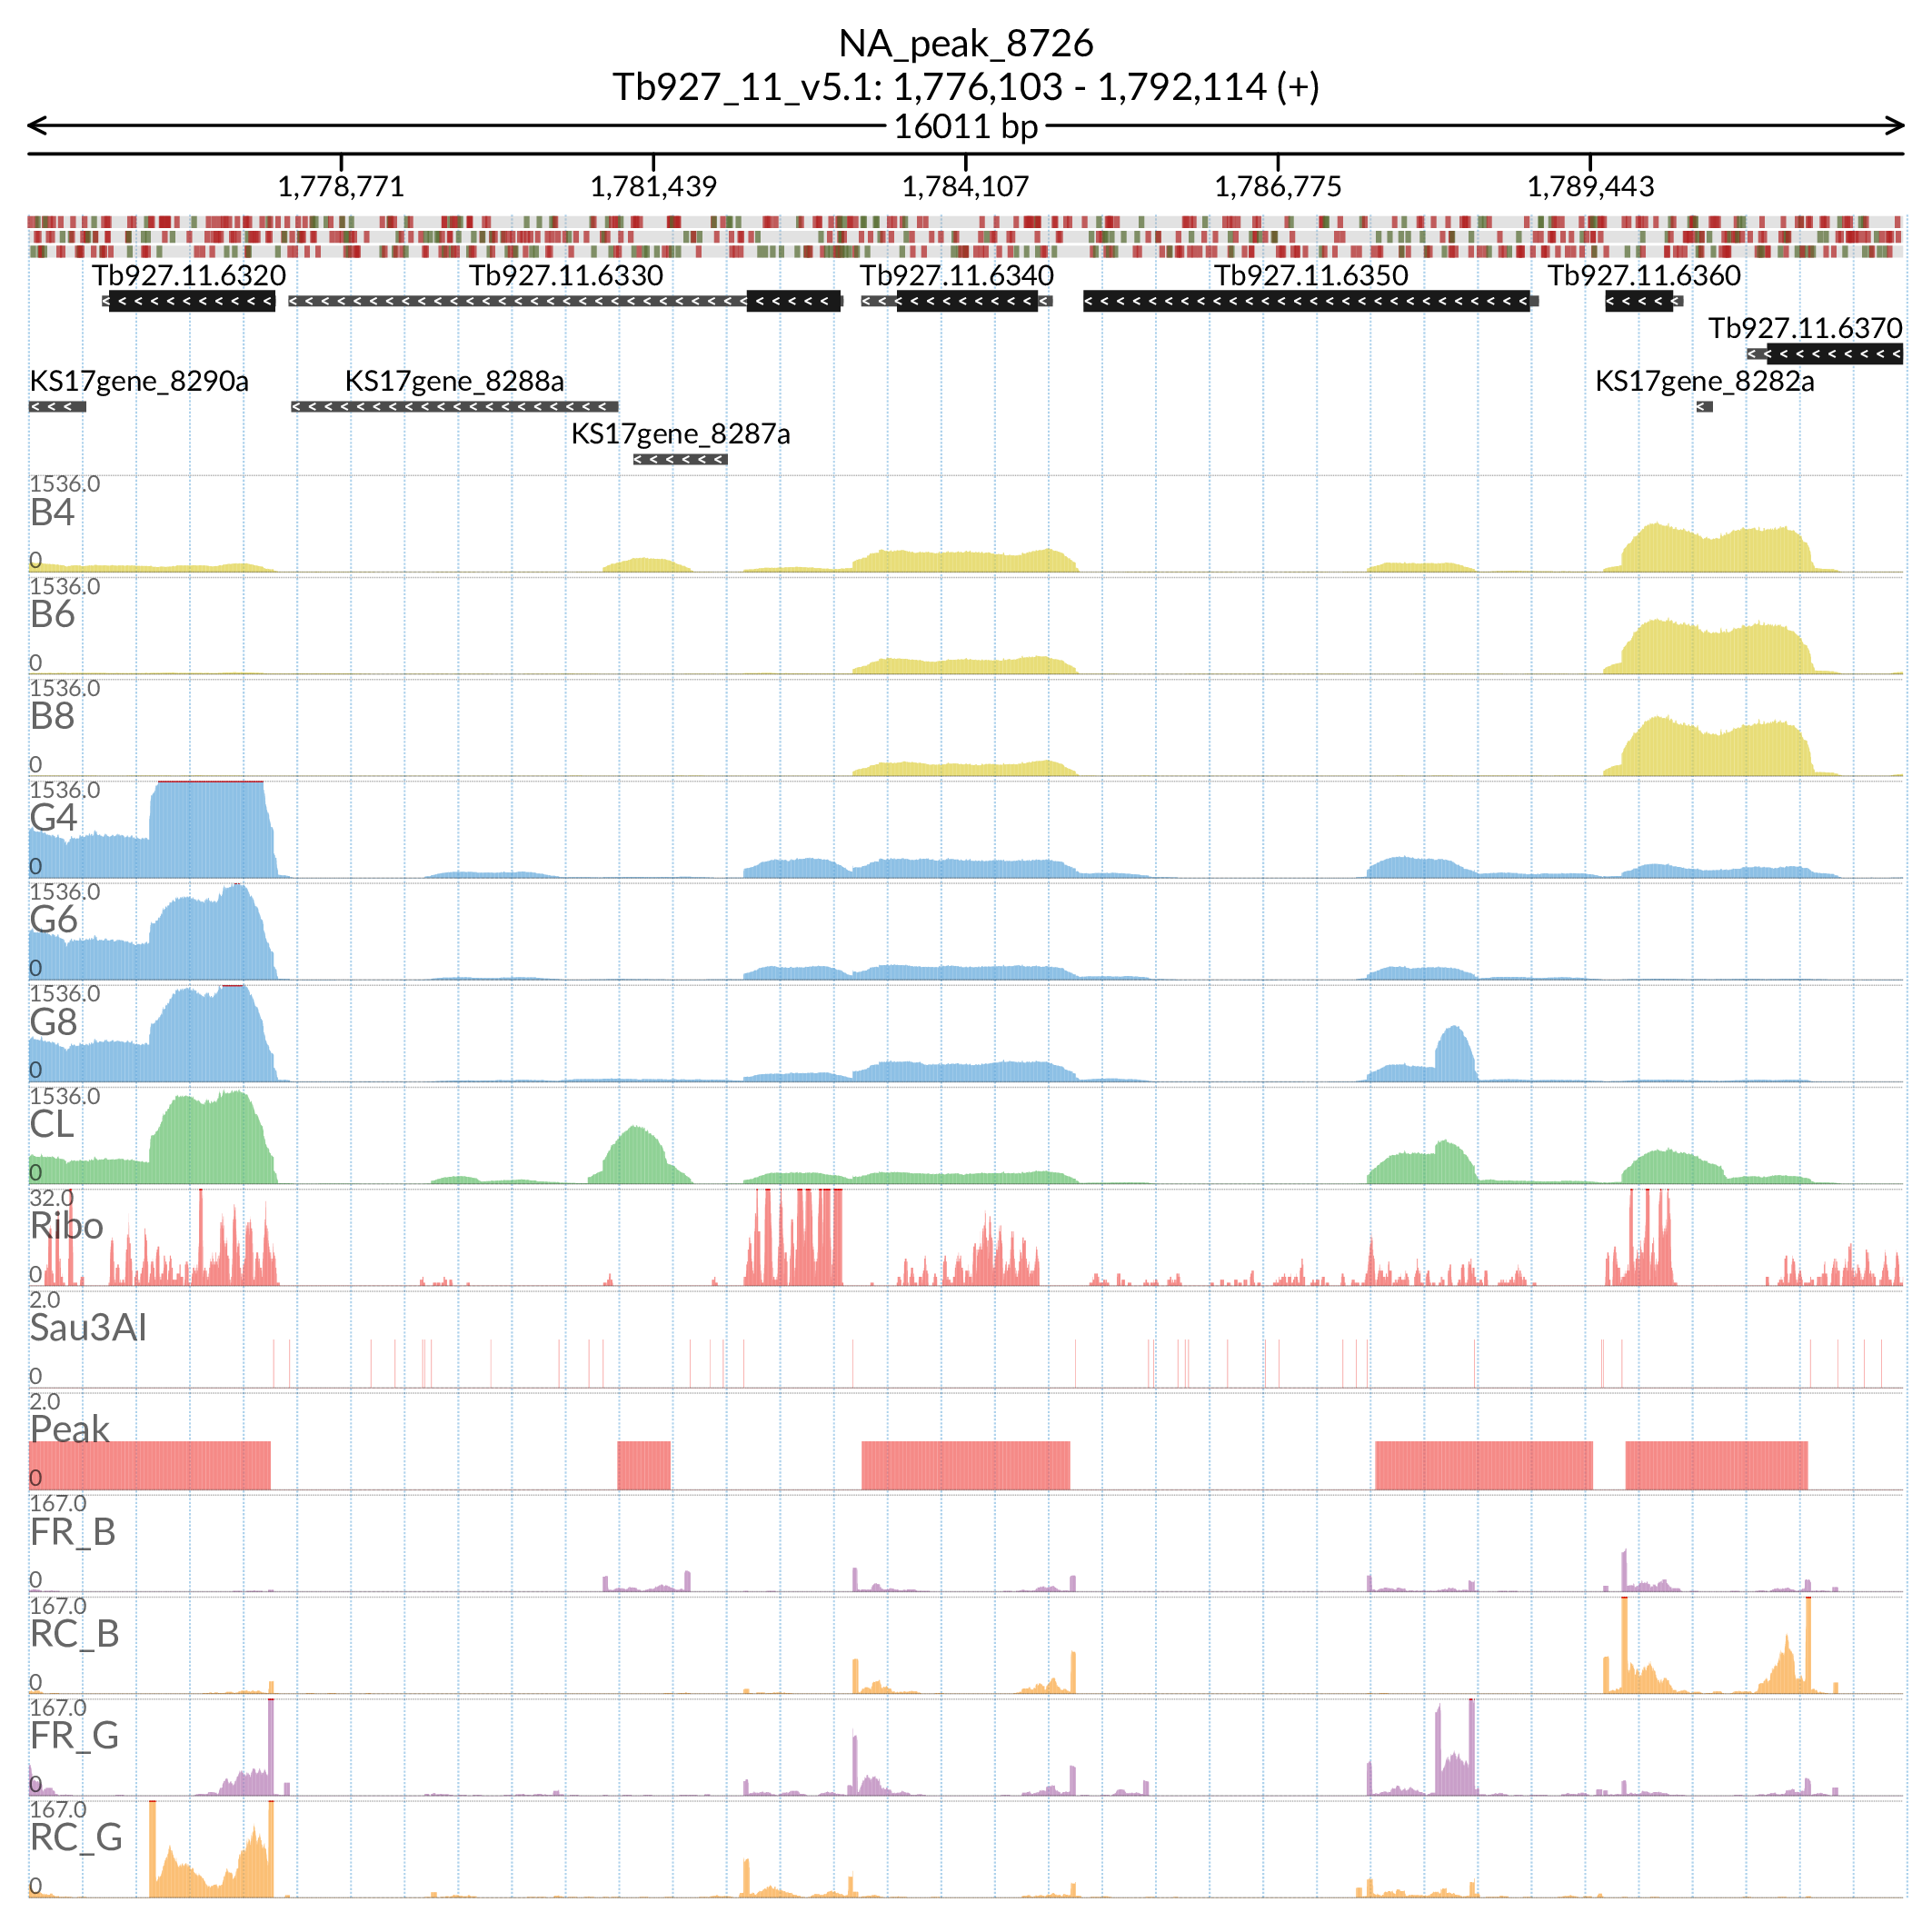 NA_peak_8726
Tb927_11_v5.1: 1,776,103 - 1,792,114 (+)
16011 bp
1,778,771 1,781,439 1,784,107 1,786,775 1,789,443
Tb927.11.6320 Tb927.11.6330 Tb927.11.6340 Tb927.11.6350 Tb927.11.6360
Tb927.11.6370
KS17gene_8290a KS17gene_8288a KS17gene_8282a
KS17gene_8287a
1536.0
B4
0
1536.0
B6
0
1536.0
B8
0
1536.0
G4
0
1536.0
G6
0
1536.0
G8
0
1536.0
CL
0
32.0
Ribo
0
2.0
Sau3AI
0
2.0
Peak
0
167.0
FR_B
0
167.0
RC_B
0
167.0
FR_G
0
167.0
RC_G
0